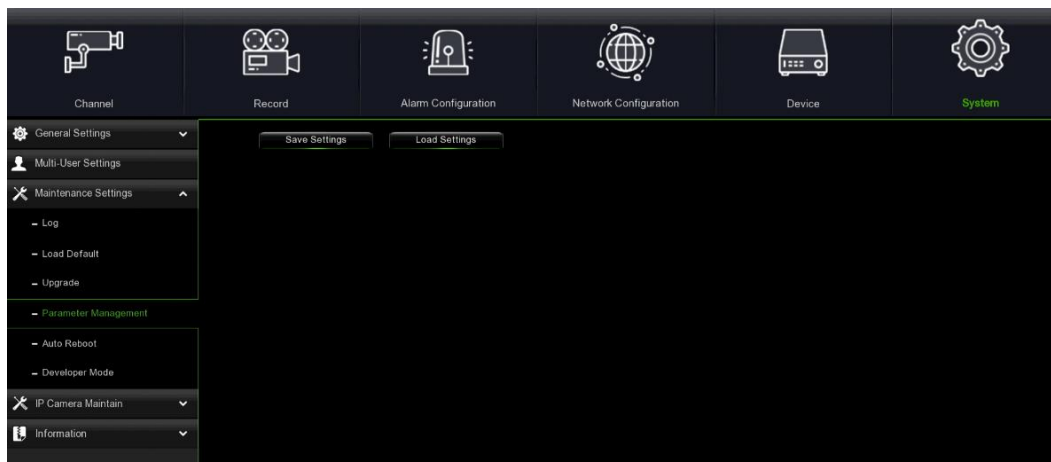 Channel
Record
Alarm Configuration
Network Configuration
Device
System
General Settings
Multi-User Settings
Maintenance Settings
Log
Load Default
Upgrade
Parameter Management
Auto Reboot
Developer Mode
IP Camera Maintain
Information
Save Settings
Load Settings